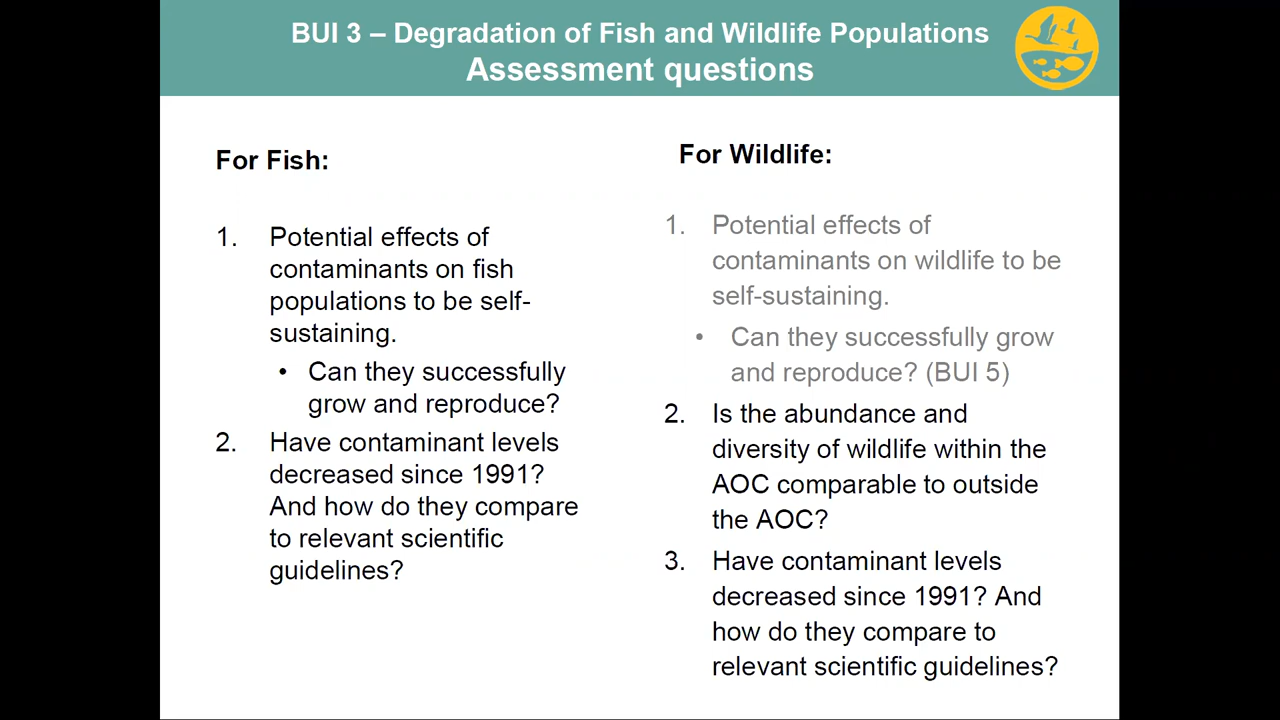 BUI 3 – Degradation of Fish and Wildlife Populations
Assessment questions
For Fish:
1. Potential effects of
contaminants on fish
populations to be self-
sustaining.
• Can they successfully
grow and reproduce?
2. Have contaminant levels
decreased since 1991?
And how do they compare
to relevant scientific
guidelines?
For Wildlife:
1. Potential effects of
contaminants on wildlife to be
self-sustaining.
• Can they successfully grow
and reproduce? (BUI 5)
2. Is the abundance and
diversity of wildlife within the
AOC comparable to outside
the AOC?
3. Have contaminant levels
decreased since 1991? And
how do they compare to
relevant scientific guidelines?